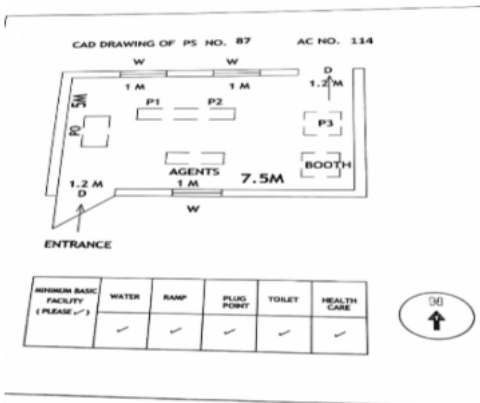 CAD DRAWING OF PS NO. 87 AC NO. 114
W W D
1 M 1 M 1.2 M
5M
P1 P2
P3
PO
AGENTS
BOOTH
1.2 M 1 M 7.5M
D
W
ENTRANCE
MINIMUM BASIC FACILITY (PLEASE ✓) WATER RAMP PLUG POINT TOILET HEALTH CARE
✓ ✓ ✓ ✓ ✓
N